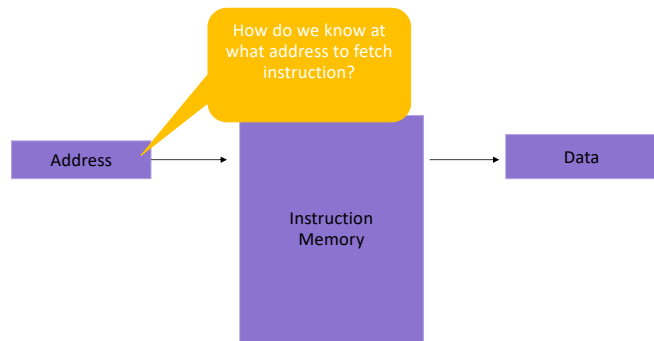 How do we know at
what address to fetch
instruction?
Address
Instruction
Memory
Data